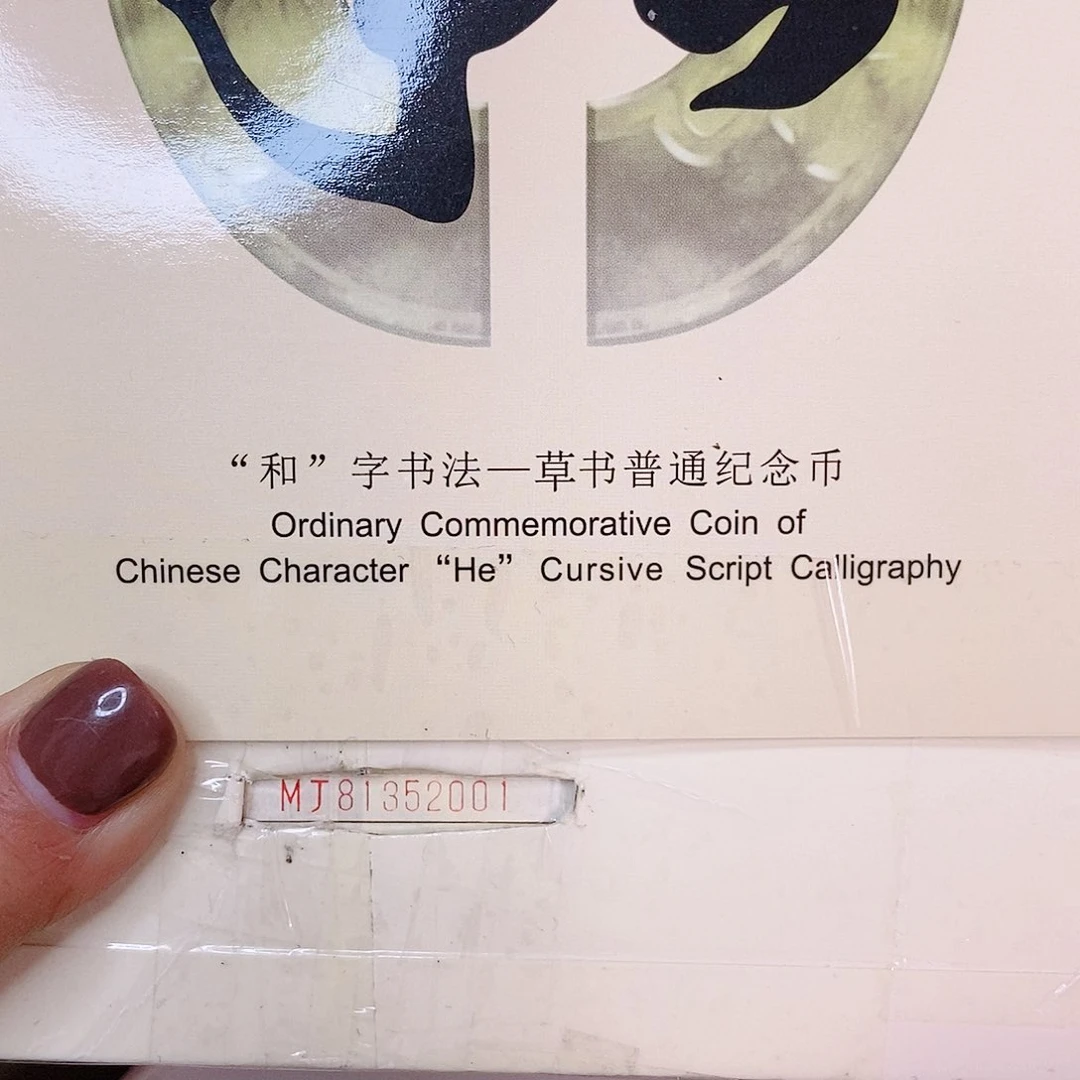 “和”字书法—草书普通纪念币
Ordinary Commemorative Coin of
Chinese Character “He” Cursive Script Calligraphy
MJ81352001